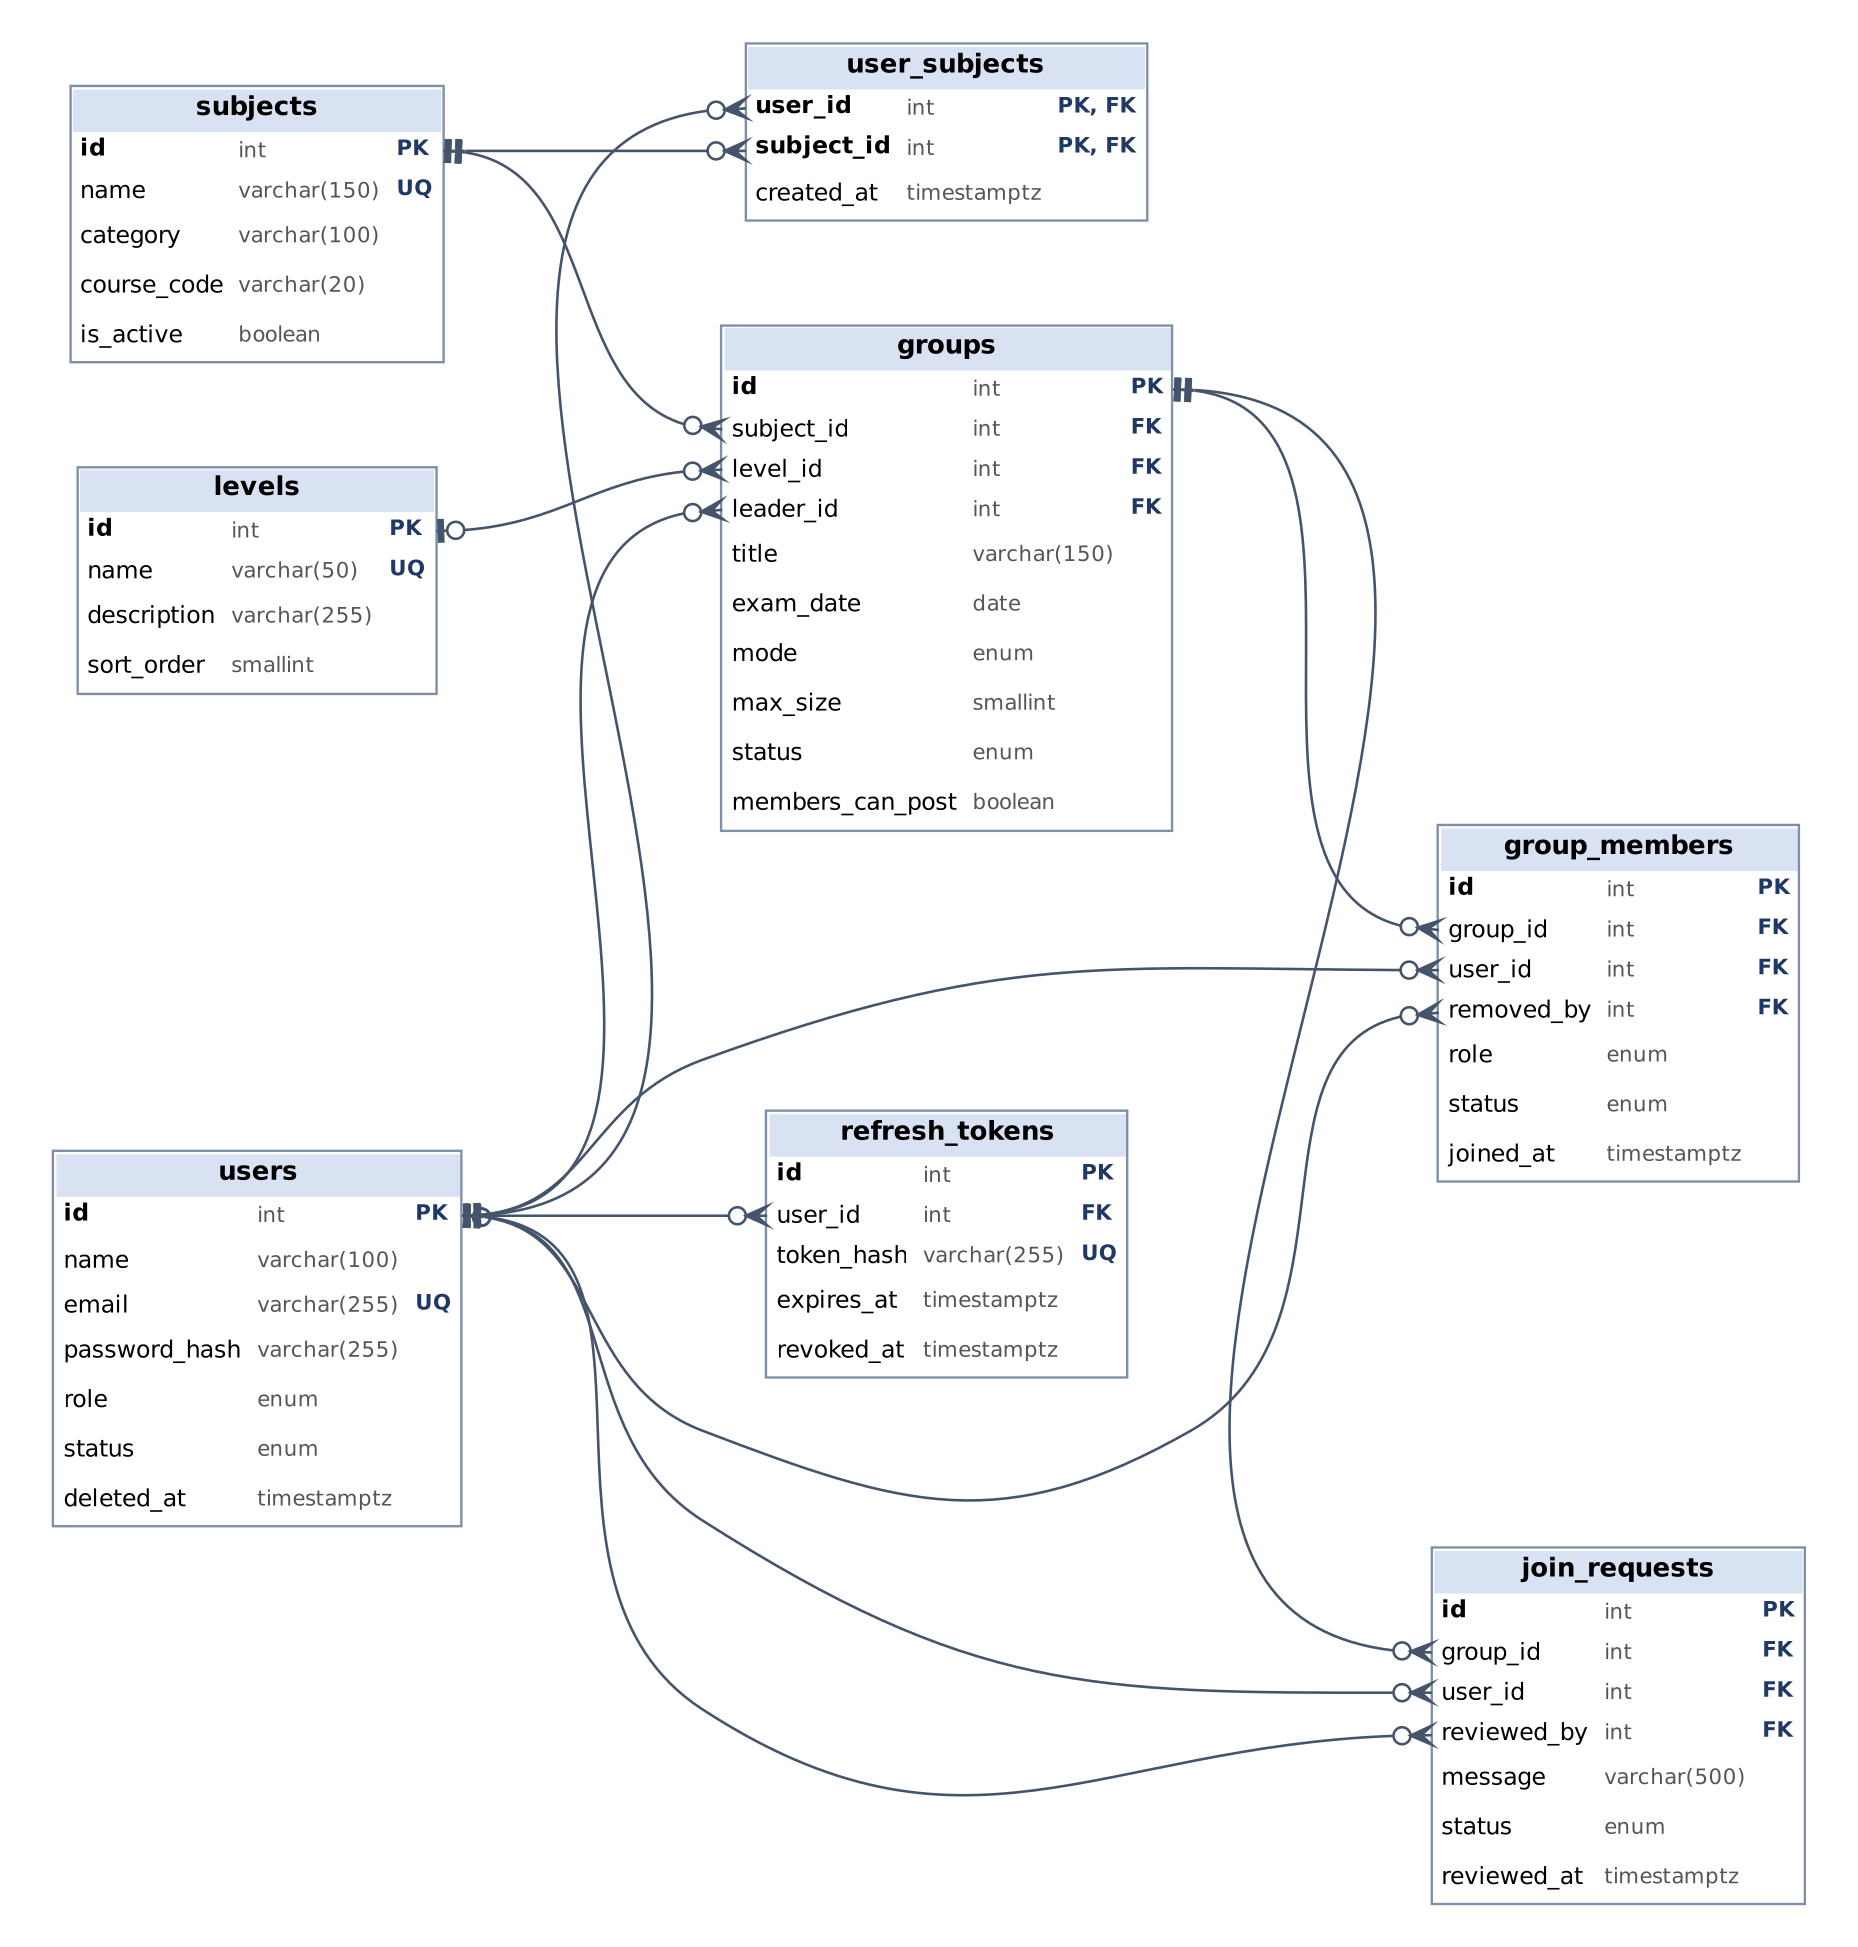 user_subjects
user_id int PK, FK
subject_id int PK, FK
created_at timestamptz
subjects
id int PK
name varchar(150) UQ
category varchar(100)
course_code varchar(20)
is_active boolean
groups
id int PK
subject_id int FK
level_id int FK
leader_id int FK
title varchar(150)
exam_date date
mode enum
max_size smallint
status enum
members_can_post boolean
levels
id int PK
name varchar(50) UQ
description varchar(255)
sort_order smallint
group_members
id int PK
group_id int FK
user_id int FK
removed_by int FK
role enum
status enum
joined_at timestamptz
refresh_tokens
id int PK
user_id int FK
token_hash varchar(255) UQ
expires_at timestamptz
revoked_at timestamptz
users
id int PK
name varchar(100)
email varchar(255) UQ
password_hash varchar(255)
role enum
status enum
deleted_at timestamptz
join_requests
id int PK
group_id int FK
user_id int FK
reviewed_by int FK
message varchar(500)
status enum
reviewed_at timestamptz